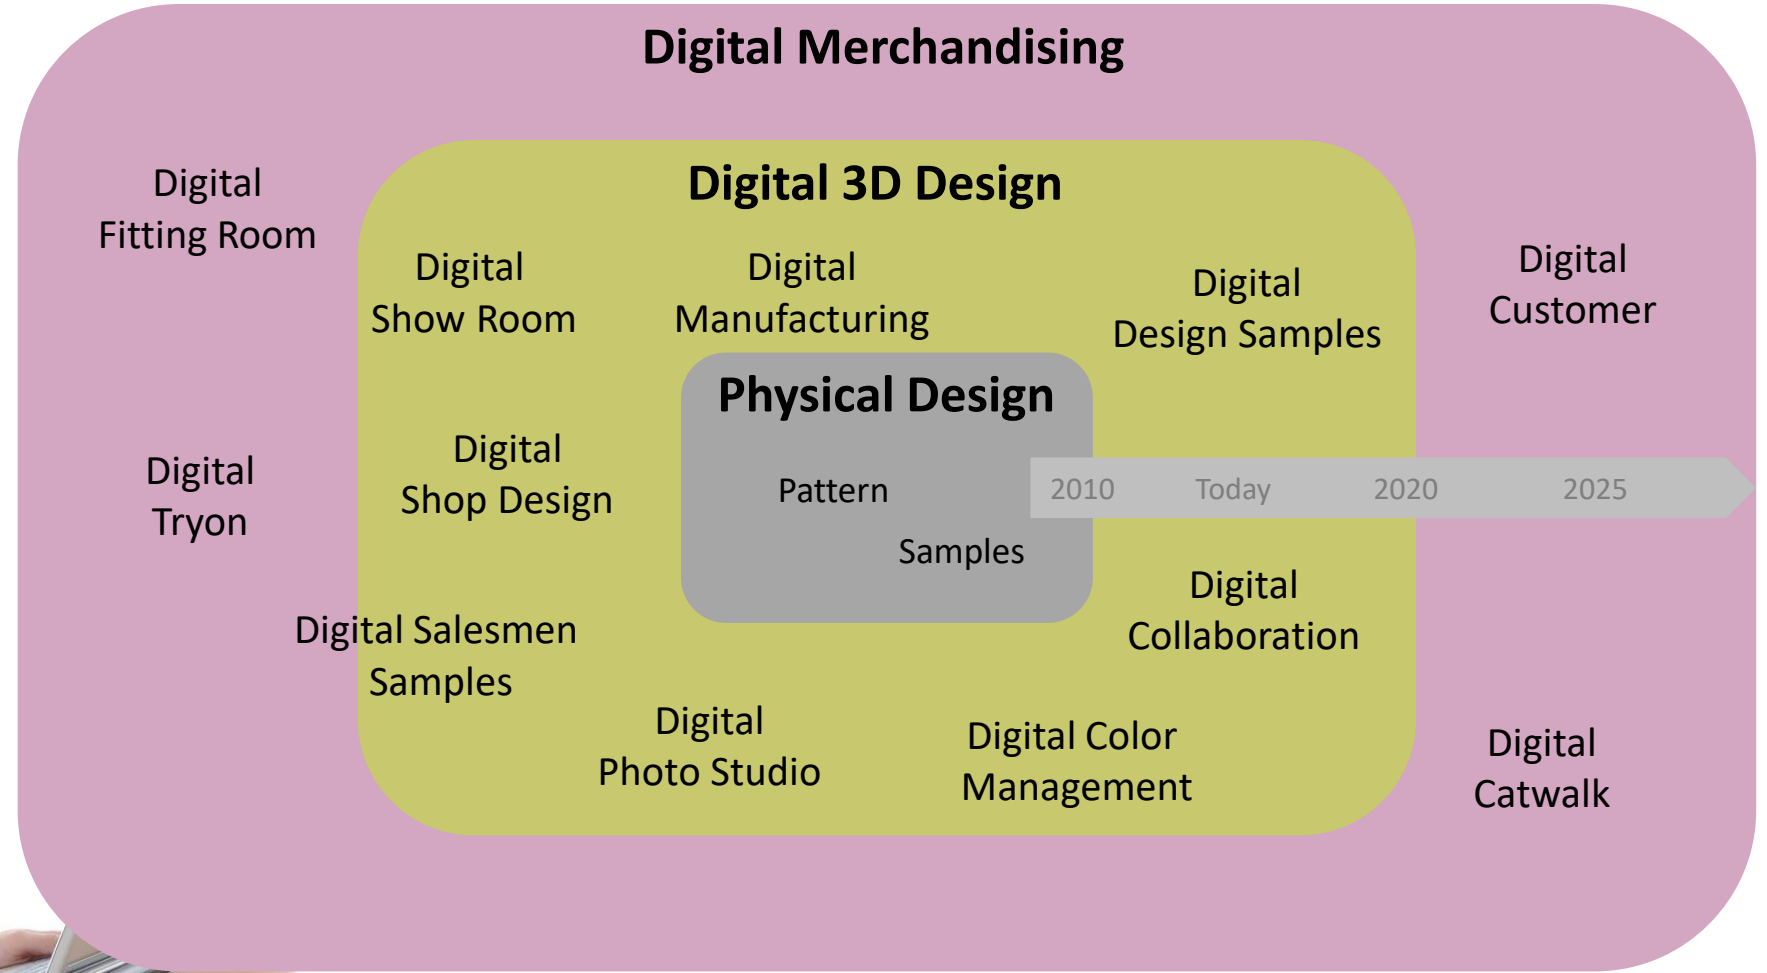 Digital Merchandising
Digital
Fitting Room
Digital 3D Design
Digital
Show Room
Digital
Manufacturing
Digital
Design Samples
Digital
Customer
Physical Design
Digital
Tryon
Digital
Shop Design
Pattern
Samples
2010 Today 2020 2025
Digital Salesmen
Samples
Digital
Collaboration
Digital
Photo Studio
Digital Color
Management
Digital
Catwalk